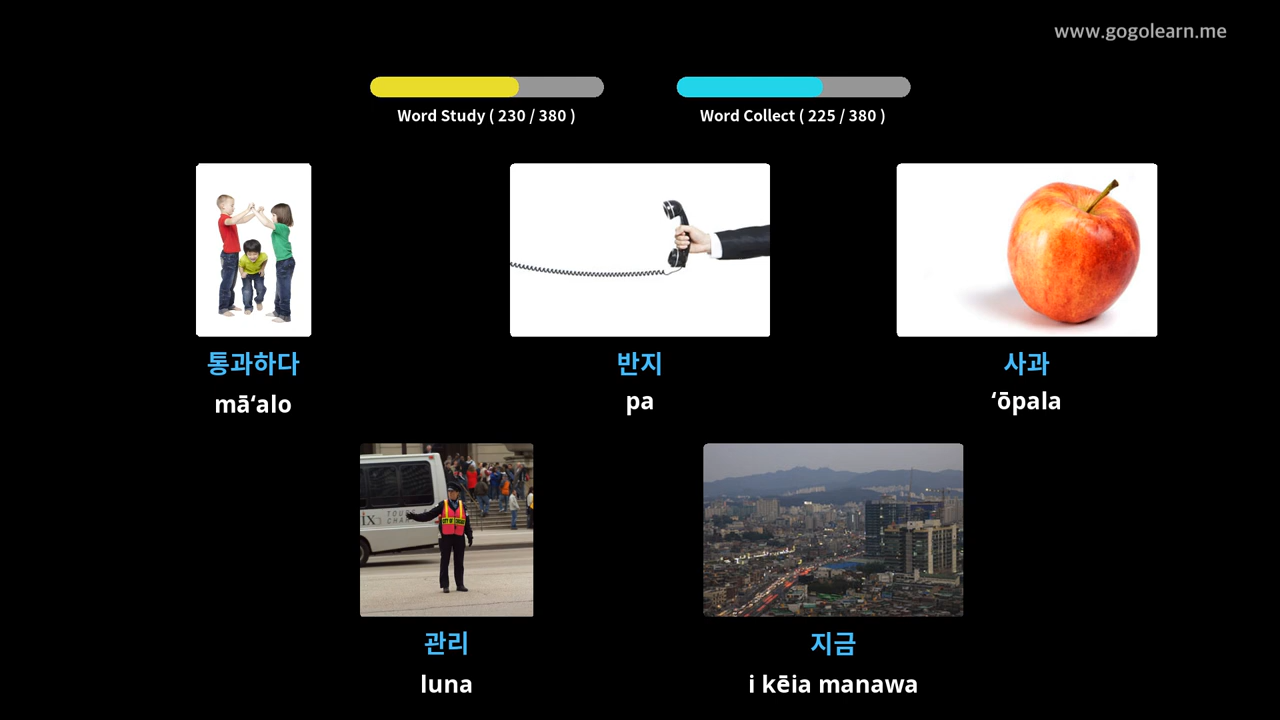 www.gogolearn.me
Word Study ( 230 / 380 )
Word Collect ( 225 / 380 )
통과하다
māʻalo
반지
pa
사과
ʻōpala
관리
luna
지금
i kēia manawa